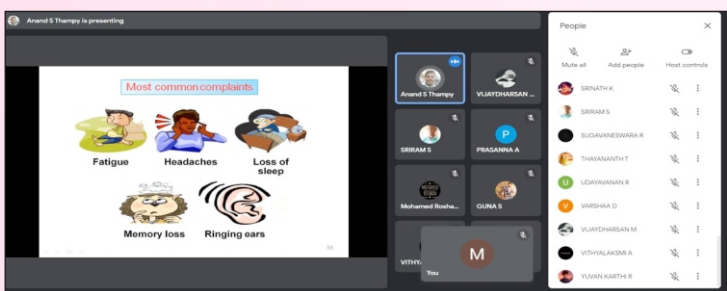 Anand S Thampy is presenting
Most common complaints
Fatigue
Headaches
Loss of
sleep
Memory loss
Ringing ears
Anand S Thampy
VIJAYDHARSAN ...
SRIRAM S
P
PRASANNA A
Mohamed Rosha...
GUNA S
VITHY
M
You
People
Mute all
Add people
Host controls
SRINATH K
SRIRAM S
SUGAVANESWARA R
THAYANANTH T
U
UDAYAVANAN R
V
VARSHAA D
VIJAYDHARSAN M
VITHYALAKSMI A
YUVAN KARTHI R